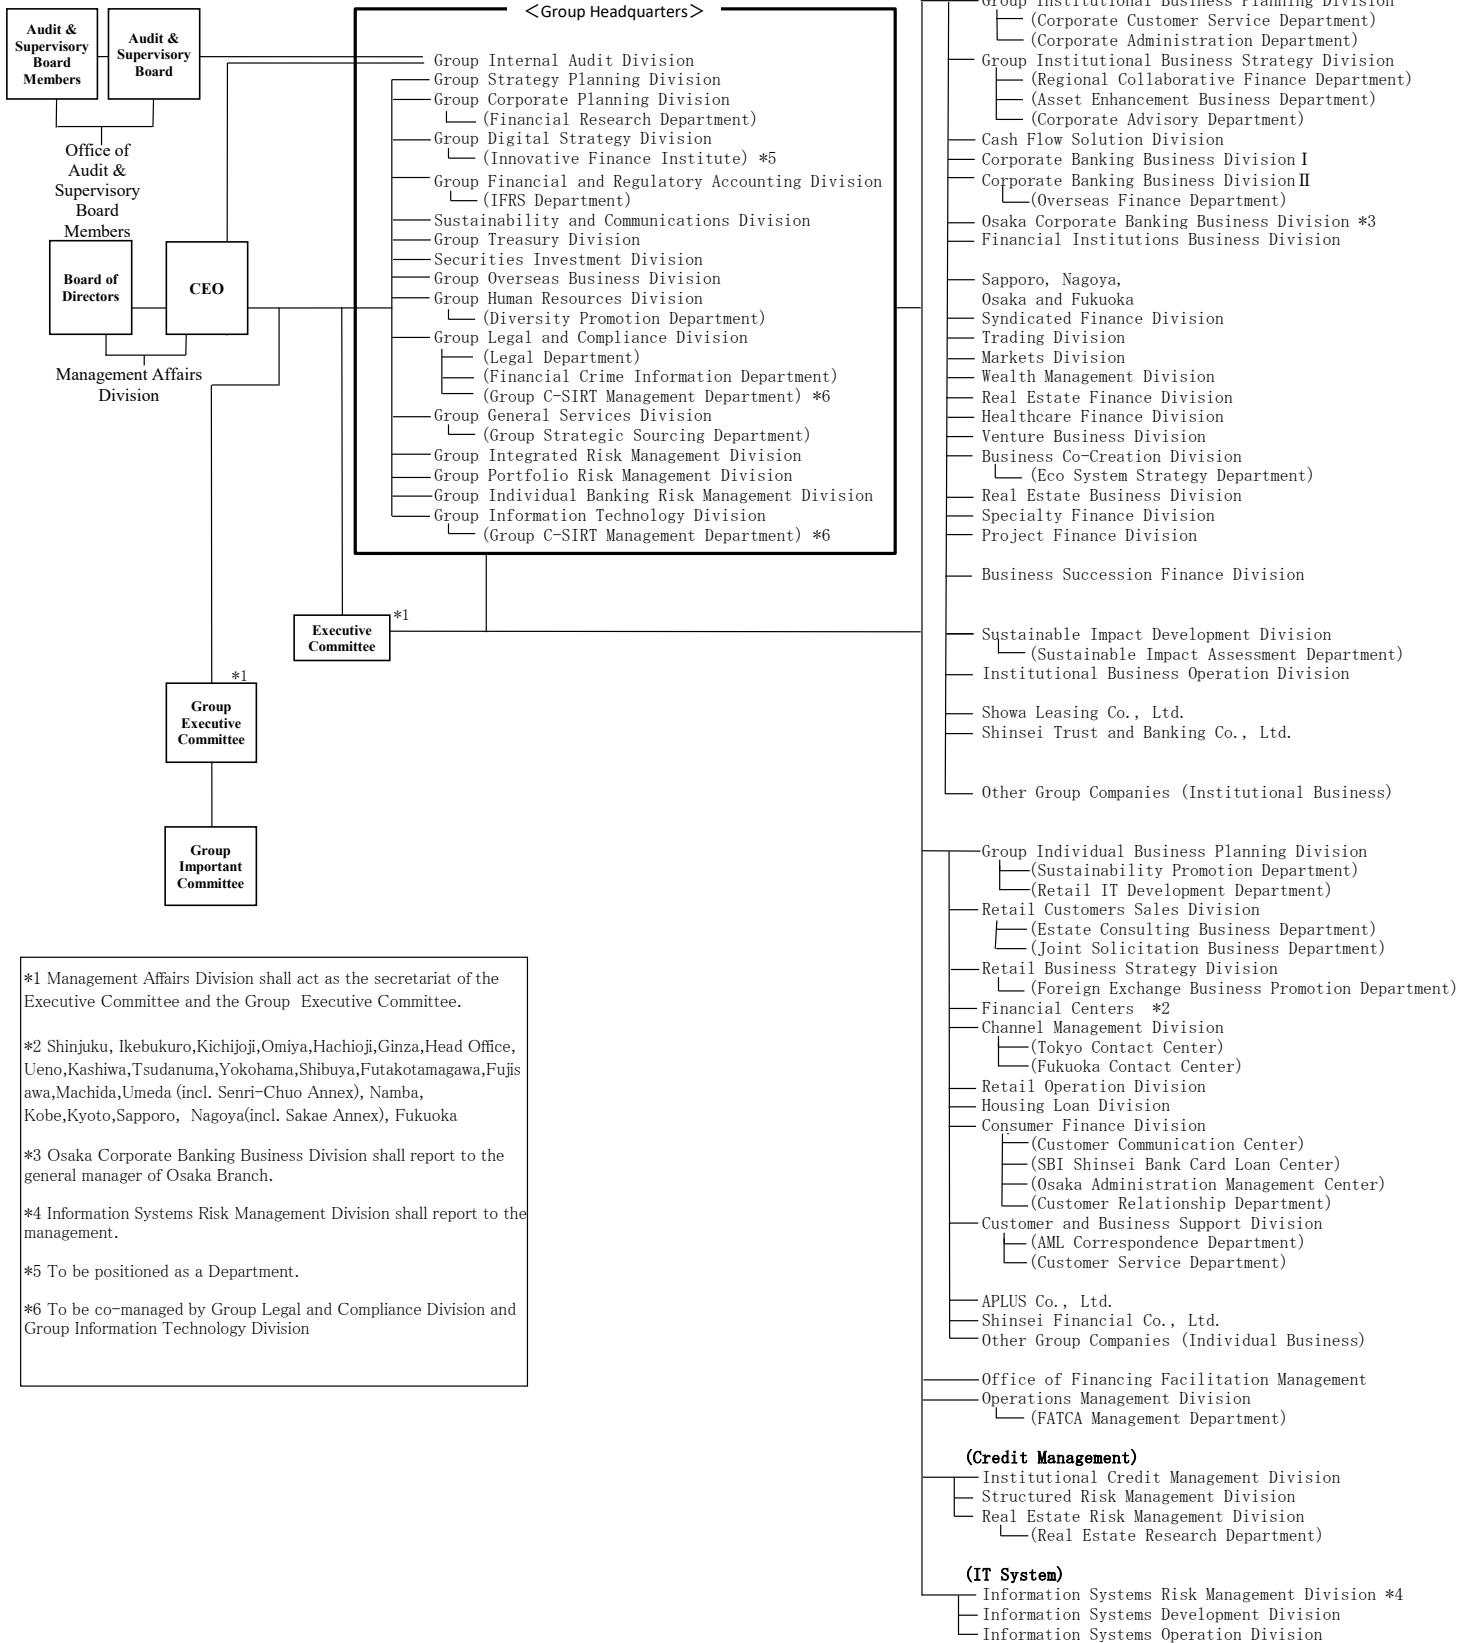 Audit &
Supervisory
Board
Members
Audit &
Supervisory
Board
Office of
Audit &
Supervisory
Board
Members
Board of
Directors
CEO
Management Affairs
Division
<Group Headquarters>
Group Internal Audit Division
Group Strategy Planning Division
Group Corporate Planning Division
(Financial Research Department)
Group Digital Strategy Division
(Innovative Finance Institute) *5
Group Financial and Regulatory Accounting Division
(IFRS Department)
Sustainability and Communications Division
Group Treasury Division
Securities Investment Division
Group Overseas Business Division
Group Human Resources Division
(Diversity Promotion Department)
Group Legal and Compliance Division
(Legal Department)
(Financial Crime Information Department)
(Group C-SIRT Management Department) *6
Group General Services Division
(Group Strategic Sourcing Department)
Group Integrated Risk Management Division
Group Portfolio Risk Management Division
Group Individual Banking Risk Management Division
Group Information Technology Division
(Group C-SIRT Management Department) *6
*1
Executive
Committee
*1
Group
Executive
Committee
Group
Important
Committee
*1 Management Affairs Division shall act as the secretariat of the
Executive Committee and the Group Executive Committee.
*2 Shinjuku, Ikebukuro,Kichijoji,Omiya,Hachioji,Ginza,Head Office,
Ueno,Kashiwa,Tsudanuma,Yokohama,Shibuya,Futakotamagawa,Fujis
awa,Machida,Umeda (incl. Senri-Chuo Annex), Namba,
Kobe,Kyoto,Sapporo, Nagoya(incl. Sakae Annex), Fukuoka
*3 Osaka Corporate Banking Business Division shall report to the
general manager of Osaka Branch.
*4 Information Systems Risk Management Division shall report to the
management.
*5 To be positioned as a Department.
*6 To be co-managed by Group Legal and Compliance Division and
Group Information Technology Division
Group Institutional Business Planning Division
(Corporate Customer Service Department)
(Corporate Administration Department)
Group Institutional Business Strategy Division
(Regional Collaborative Finance Department)
(Asset Enhancement Business Department)
(Corporate Advisory Department)
Cash Flow Solution Division
Corporate Banking Business Division Ⅰ
Corporate Banking Business Division Ⅱ
(Overseas Finance Department)
Osaka Corporate Banking Business Division *3
Financial Institutions Business Division
Sapporo, Nagoya,
Osaka and Fukuoka
Syndicated Finance Division
Trading Division
Markets Division
Wealth Management Division
Real Estate Finance Division
Healthcare Finance Division
Venture Business Division
Business Co-Creation Division
(Eco System Strategy Department)
Real Estate Business Division
Specialty Finance Division
Project Finance Division
Business Succession Finance Division
Sustainable Impact Development Division
(Sustainable Impact Assessment Department)
Institutional Business Operation Division
Showa Leasing Co., Ltd.
Shinsei Trust and Banking Co., Ltd.
Other Group Companies (Institutional Business)
Group Individual Business Planning Division
(Sustainability Promotion Department)
(Retail IT Development Department)
Retail Customers Sales Division
(Estate Consulting Business Department)
(Joint Solicitation Business Department)
Retail Business Strategy Division
(Foreign Exchange Business Promotion Department)
Financial Centers *2
Channel Management Division
(Tokyo Contact Center)
(Fukuoka Contact Center)
Retail Operation Division
Housing Loan Division
Consumer Finance Division
(Customer Communication Center)
(SBI Shinsei Bank Card Loan Center)
(Osaka Administration Management Center)
(Customer Relationship Department)
Customer and Business Support Division
(AML Correspondence Department)
(Customer Service Department)
APLUS Co., Ltd.
Shinsei Financial Co., Ltd.
Other Group Companies (Individual Business)
Office of Financing Facilitation Management
Operations Management Division
(FATCA Management Department)
(Credit Management)
Institutional Credit Management Division
Structured Risk Management Division
Real Estate Risk Management Division
(Real Estate Research Department)
(IT System)
Information Systems Risk Management Division *4
Information Systems Development Division
Information Systems Operation Division